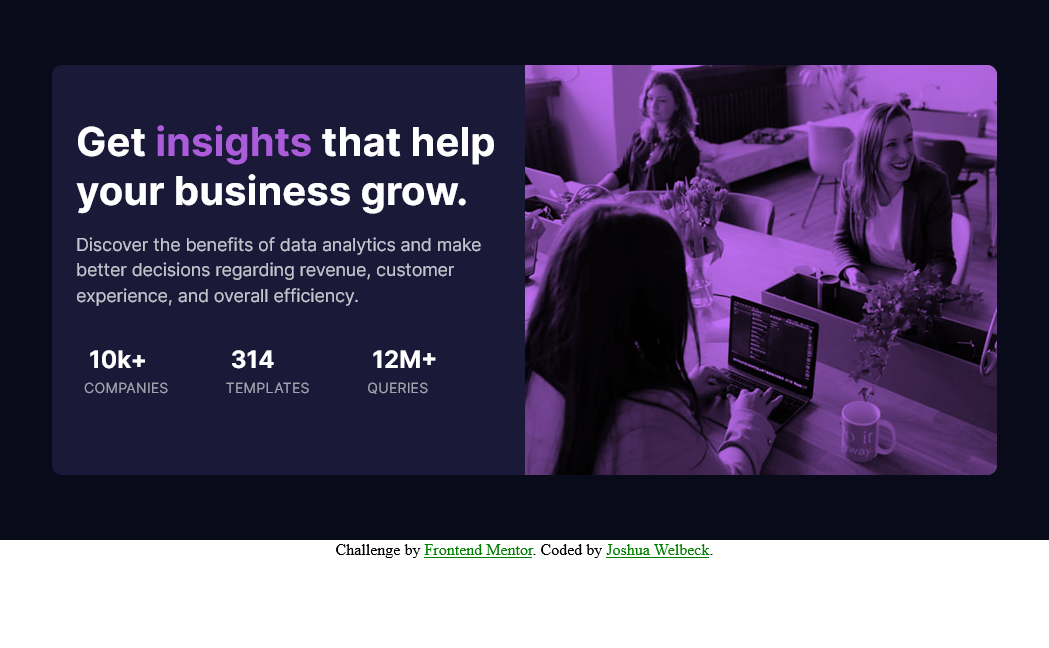 Get insights that help
your business grow.
Discover the benefits of data analytics and make
better decisions regarding revenue, customer
experience, and overall efficiency.
10k+ 314 12M+
COMPANIES TEMPLATES QUERIES
Challenge by Frontend Mentor. Coded by Joshua Welbeck.